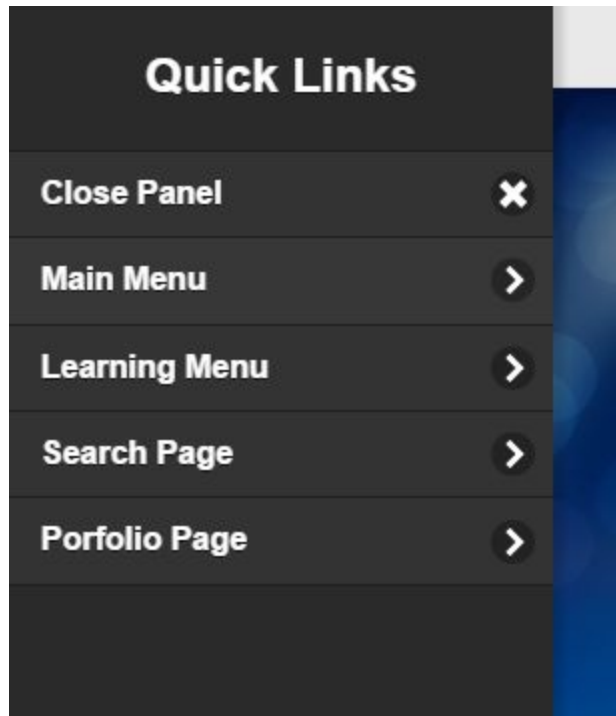 Quick Links
Close Panel
Main Menu
Learning Menu
Search Page
Porfolio Page